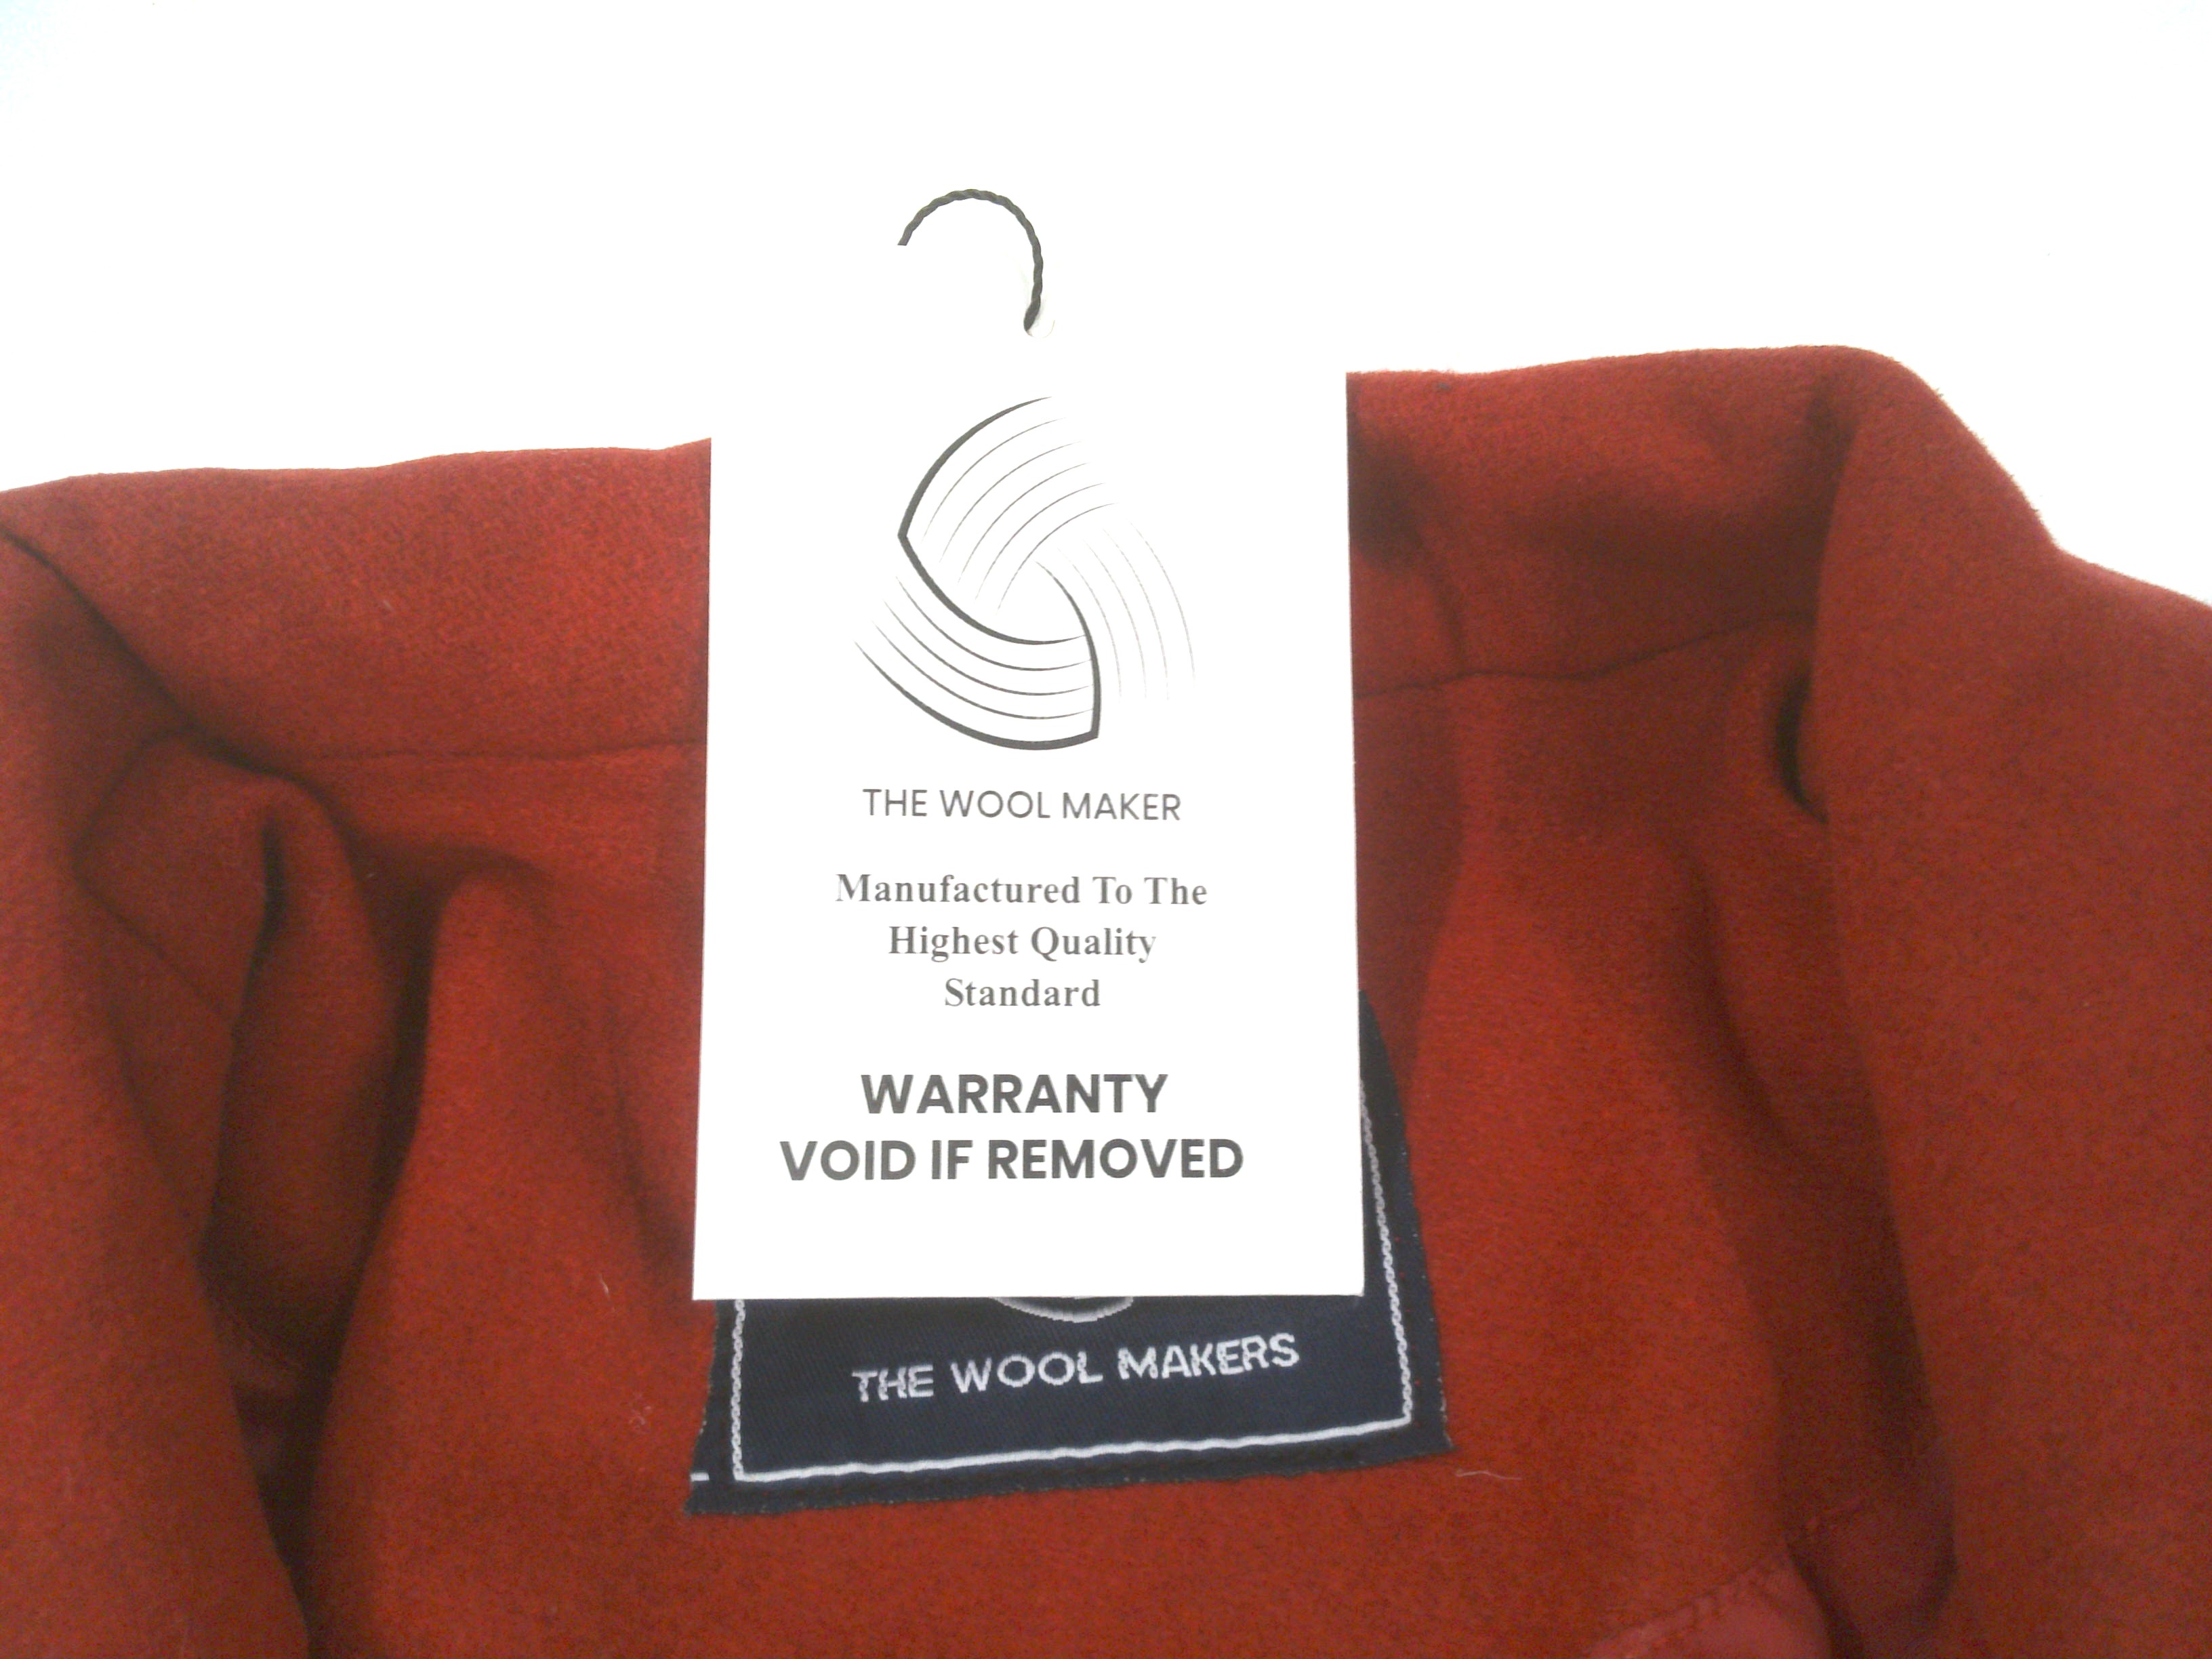 THE WOOL MAKER
Manufactured To The
Highest Quality
Standard
WARRANTY
VOID IF REMOVED
THE WOOL MAKERS